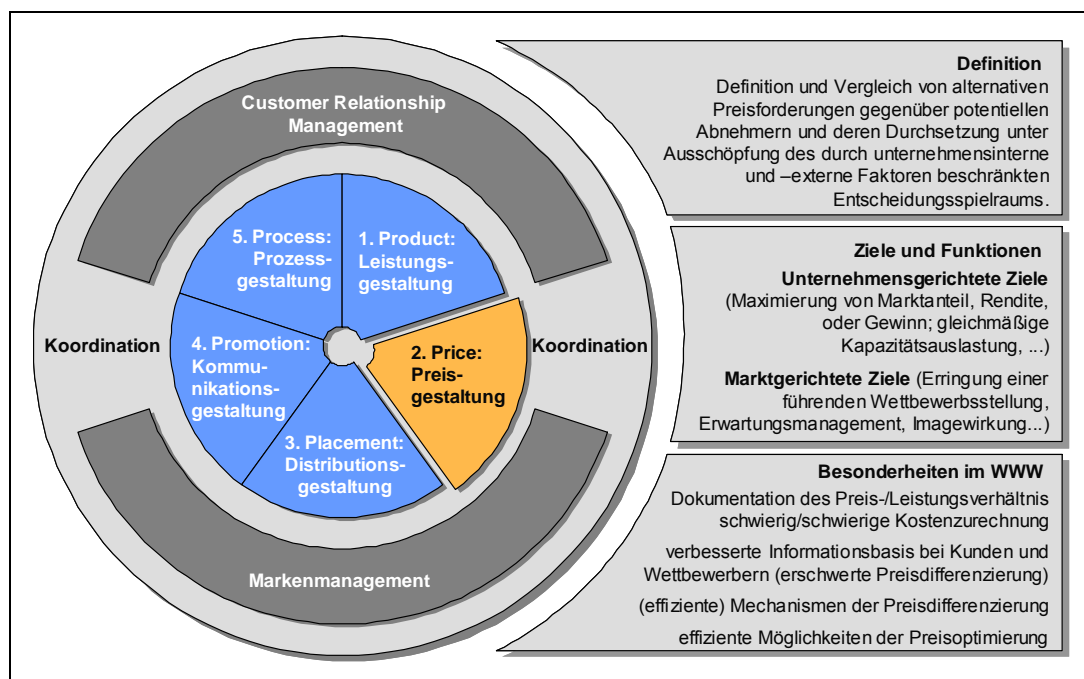 Customer Relationship
Management
5. Process:
Prozess-
gestaltung
1. Product:
Leistungs-
gestaltung
Koordination
4. Promotion:
Kommu-
nikations-
gestaltung
2. Price:
Preis-
gestaltung
Koordination
3. Placement:
Distributions-
gestaltung
Markenmanagement
Definition
Definition und Vergleich von alternativen
Preisforderungen gegenüber potentiellen
Abnehmern und deren Durchsetzung unter
Ausschöpfung des durch unternehmensinterne
und –externe Faktoren beschränkten
Entscheidungsspielraums.
Ziele und Funktionen
Unternehmensgerichtete Ziele
(Maximierung von Marktanteil, Rendite,
oder Gewinn; gleichmäßige
Kapazitätsauslastung, ...)
Marktgerichtete Ziele (Erringung einer
führenden Wettbewerbsstellung,
Erwartungsmanagement, Imagewirkung...)
Besonderheiten im WWW
Dokumentation des Preis-/Leistungsverhältnis
schwierig/schwierige Kostenzurechnung
verbesserte Informationsbasis bei Kunden und
Wettbewerbern (erschwerte Preisdifferenzierung)
(effiziente) Mechanismen der Preisdifferenzierung
effiziente Möglichkeiten der Preisoptimierung